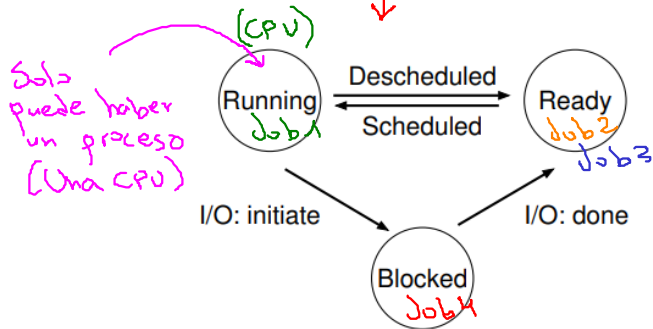 (CPU)
Solo
puede haber
un proceso
(Una CPU)
Running
Job1
Descheduled
Scheduled
Ready
Job2
Job3
I/O: initiate
I/O: done
Blocked
Job4